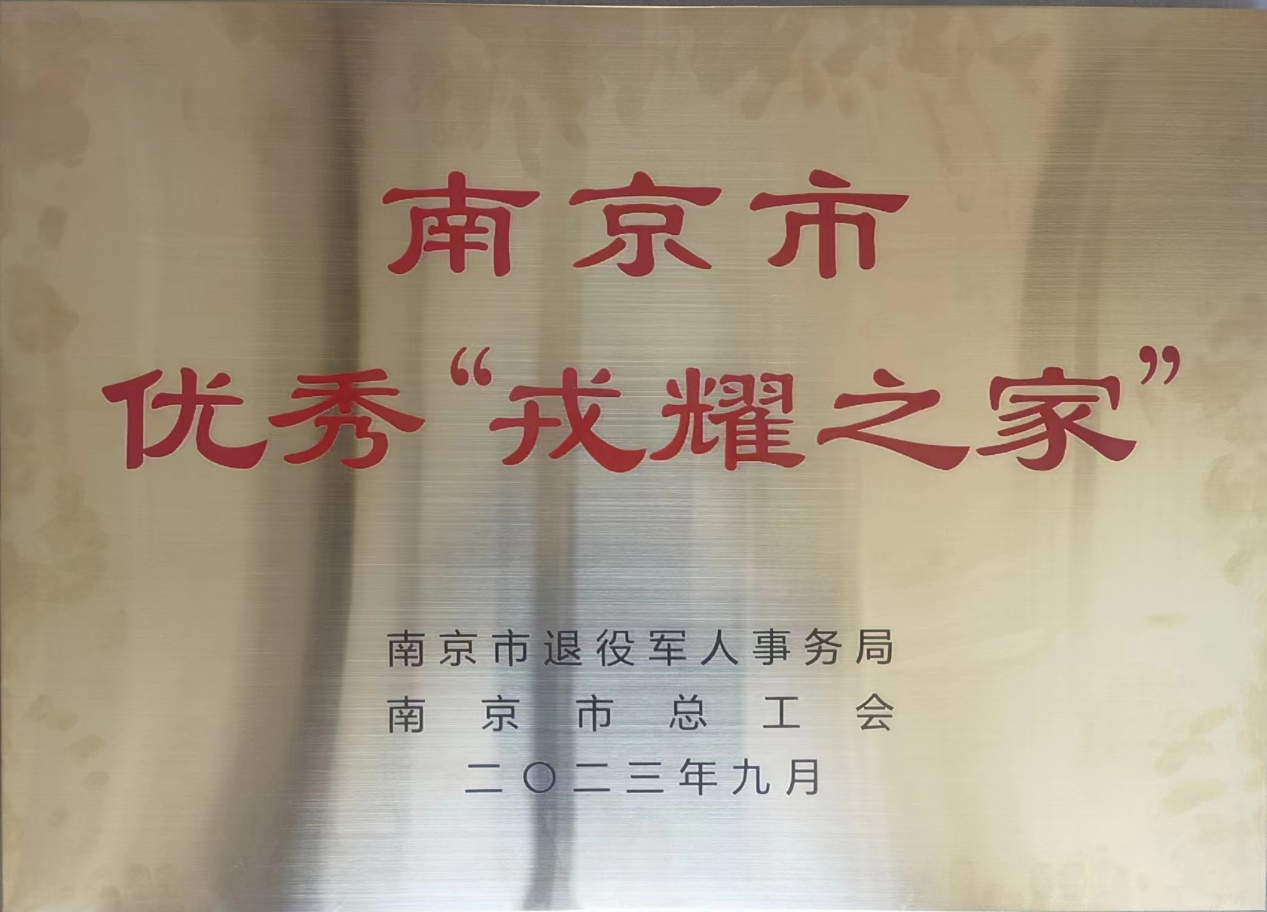 南京市
优秀“戎耀之家”
南京市退役军人事务局
南京市总工会
二〇二三年九月